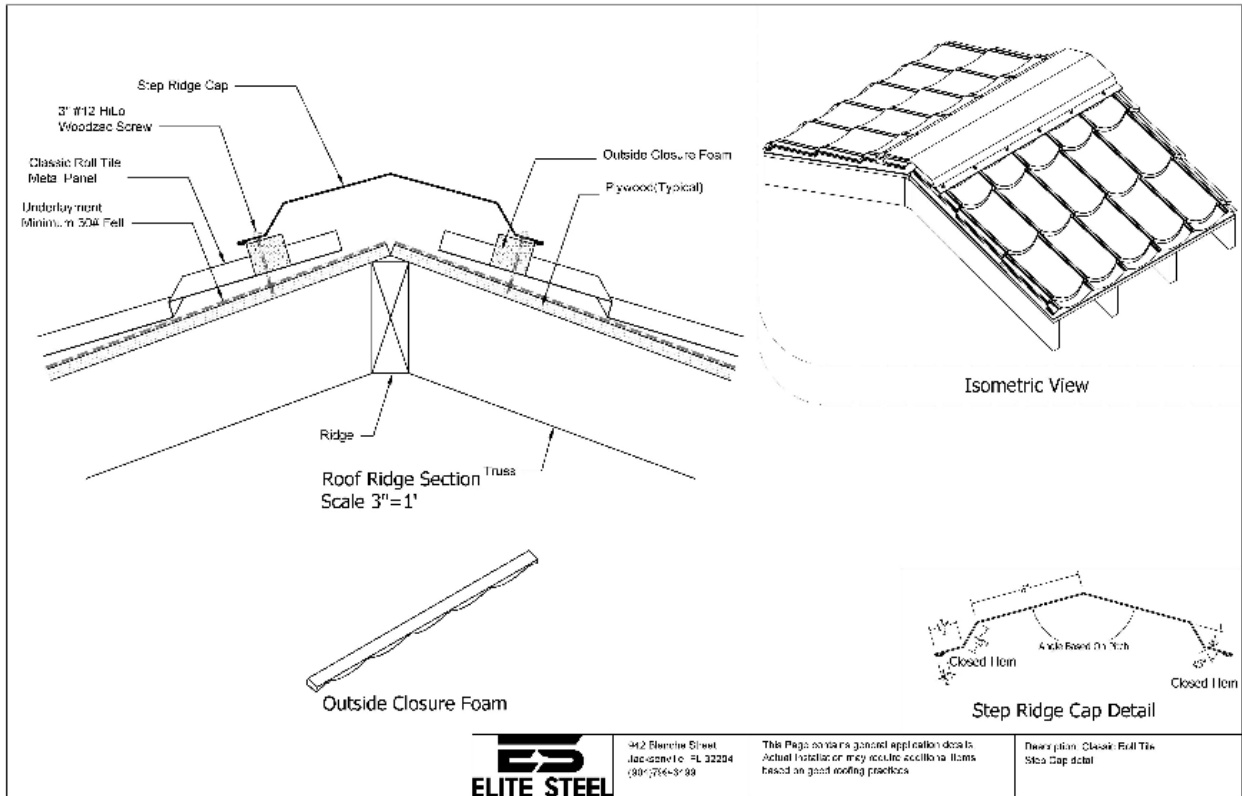 Step Ridge Cap
3" #12 HiLo
Woodzac Screw
Classic Roll Tile
Metal Panel
Underlayment
Minimum 30# Felt
Outside Closure Foam
Plywood(Typical)
Ridge
Truss
Roof Ridge Section
Scale 3"=1'
Isometric View
Outside Closure Foam
Angle Based On Pitch
Closed Hem
Closed Hem
Step Ridge Cap Detail
ES
ELITE STEEL
Street
Jacksonville, FL
This Page contains general application details.
Actual installation may require additional items
based on good roofing practices
Description: Classic Roll Tile
Step Cap detail